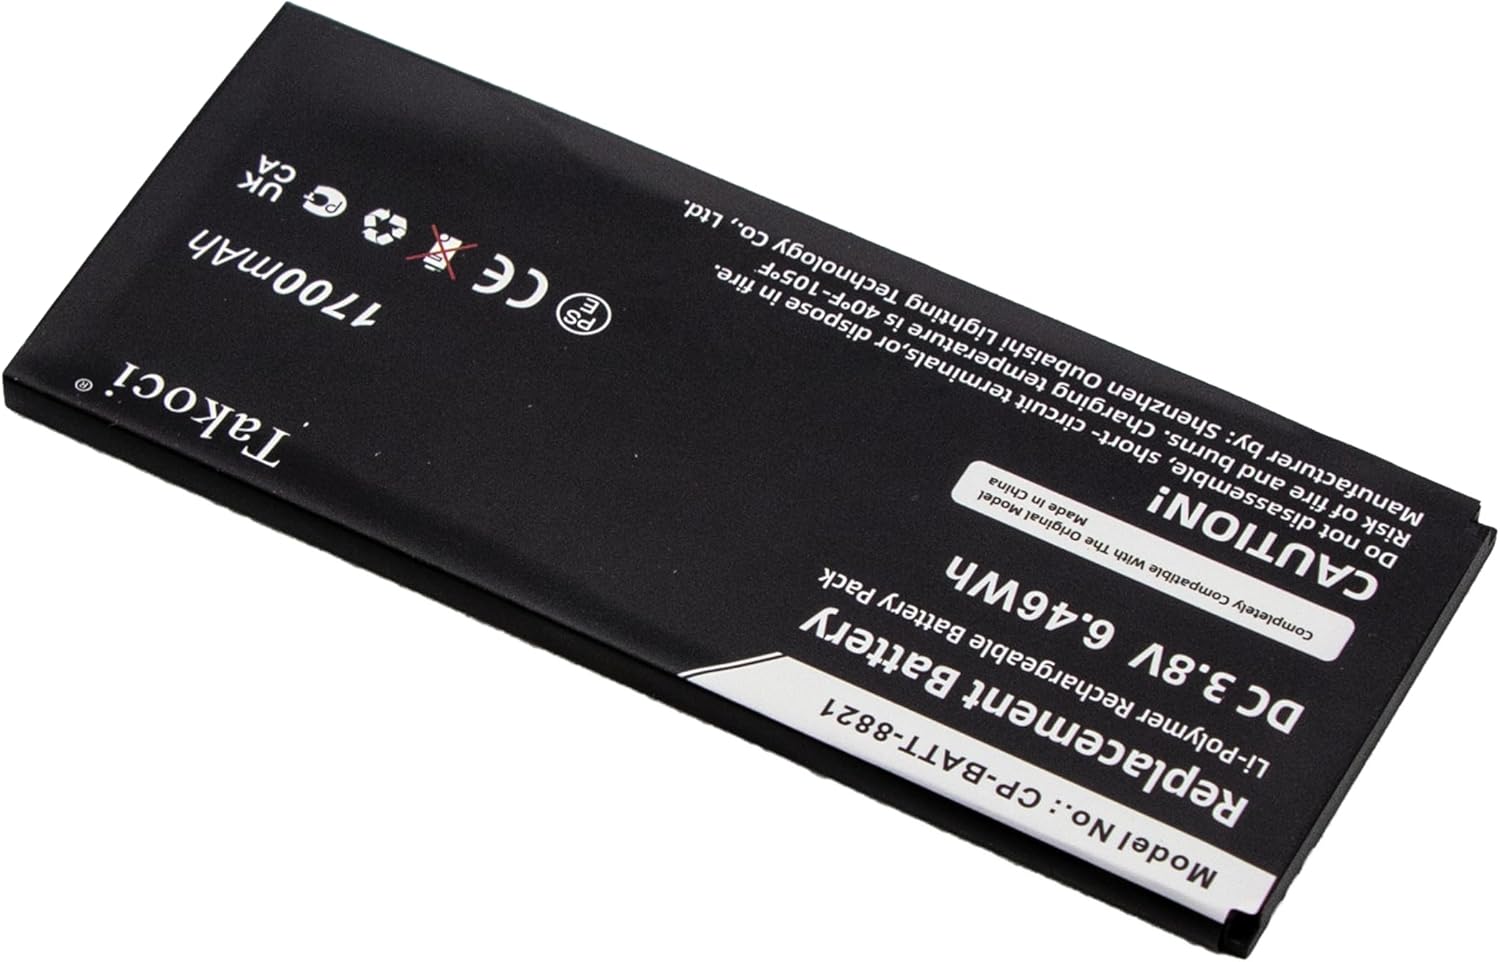 Model No.: CP-BATT-8821
Replacement Battery
Li-Polymer Rechargeable Battery Pack
DC 3.8V 6.46Wh
Completely Compatible With The Original Model
Made In China
CAUTION!
Do not disassemble, short- circuit terminals,or dispose in fire.
Risk of fire and burns. Charging temperature is 40°F-105°F
Manufacturer by: Shenzhen Oubaishi Lighting Technology Co., Ltd.
Takoci ®
1700mAh
PS
E
CE
PC
UK
CA